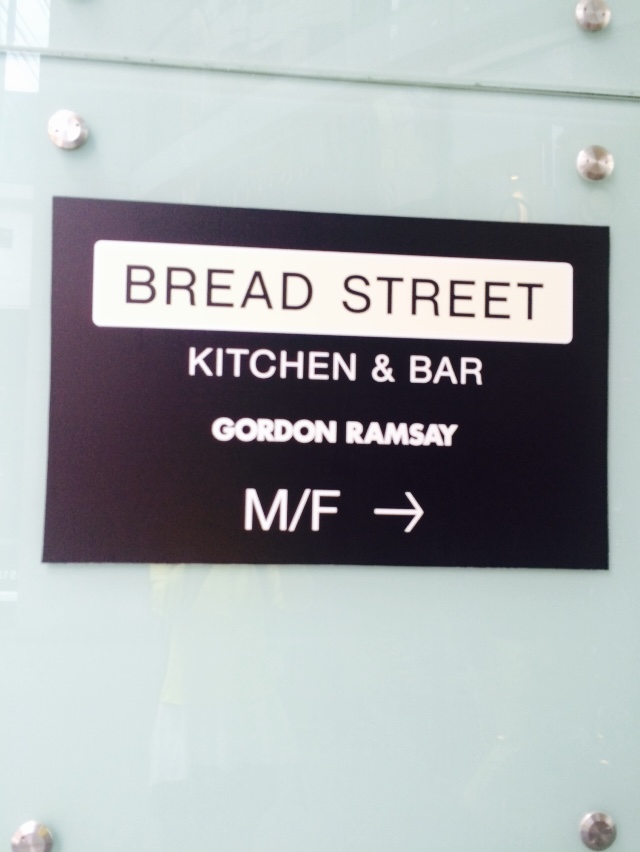 BREAD STREET
KITCHEN & BAR
GORDON RAMSAY
M/F →